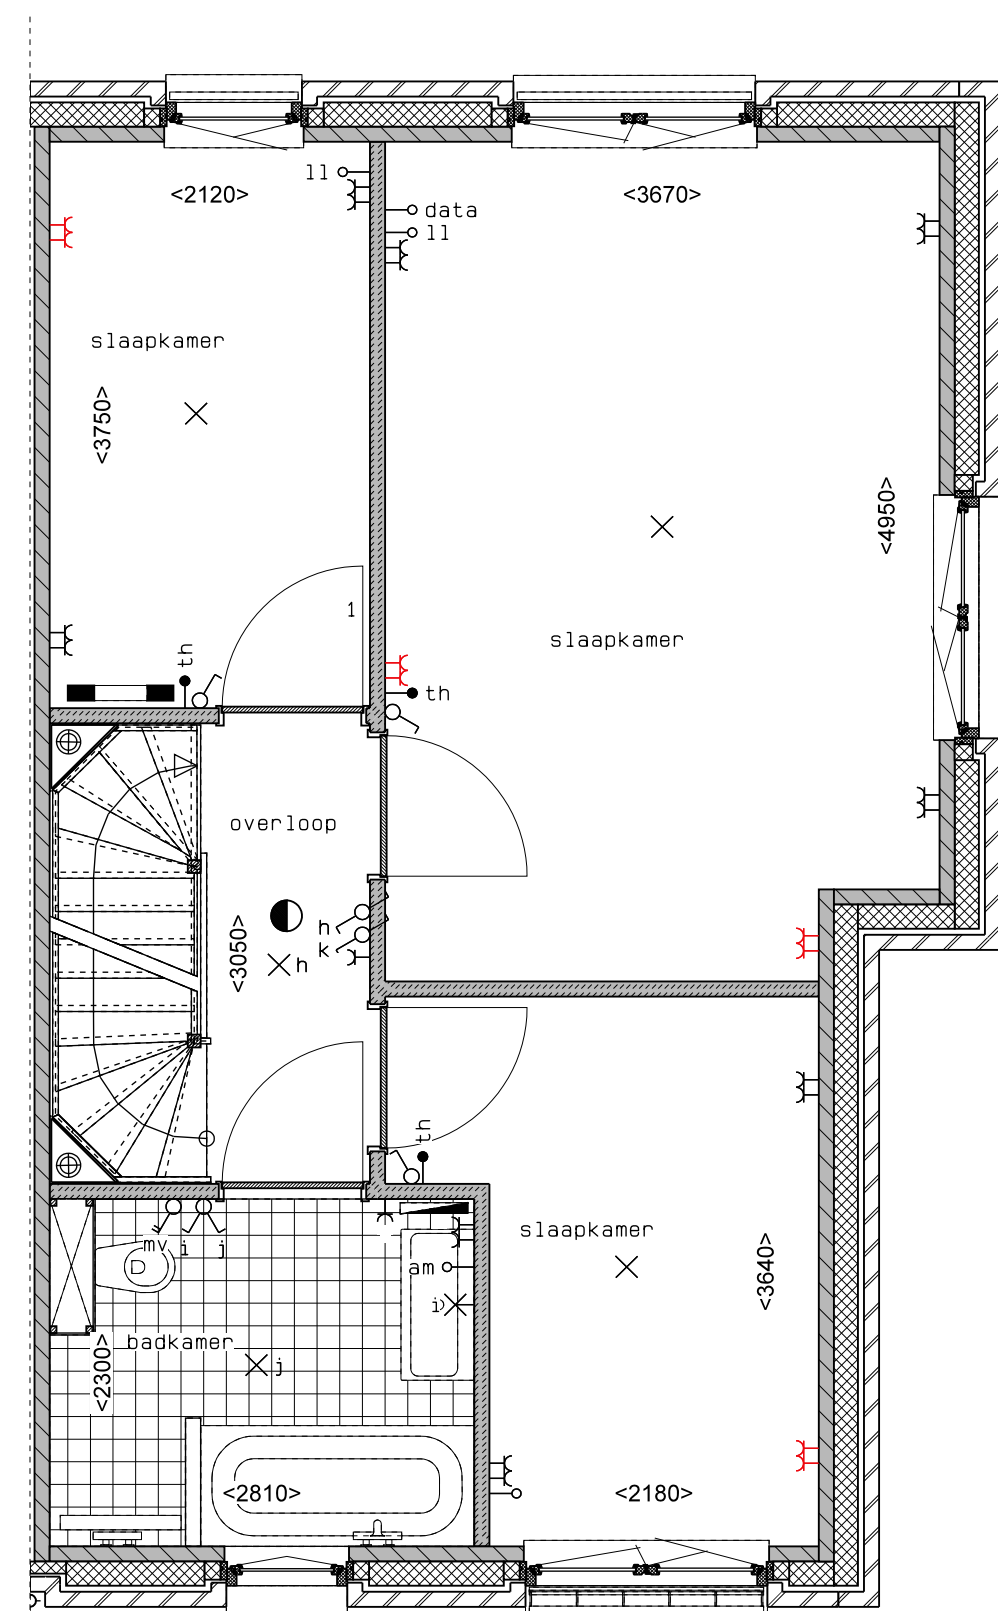 ll
<2120>
<3670>
data
ll
slaapkamer
<3750>
<4950>
1
slaapkamer
th
th
overloop
h
k
<3050>
h
th
slaapkamer
mv i j
<3640>
am
i
badkamer
j
<2300>
<2810>
<2180>